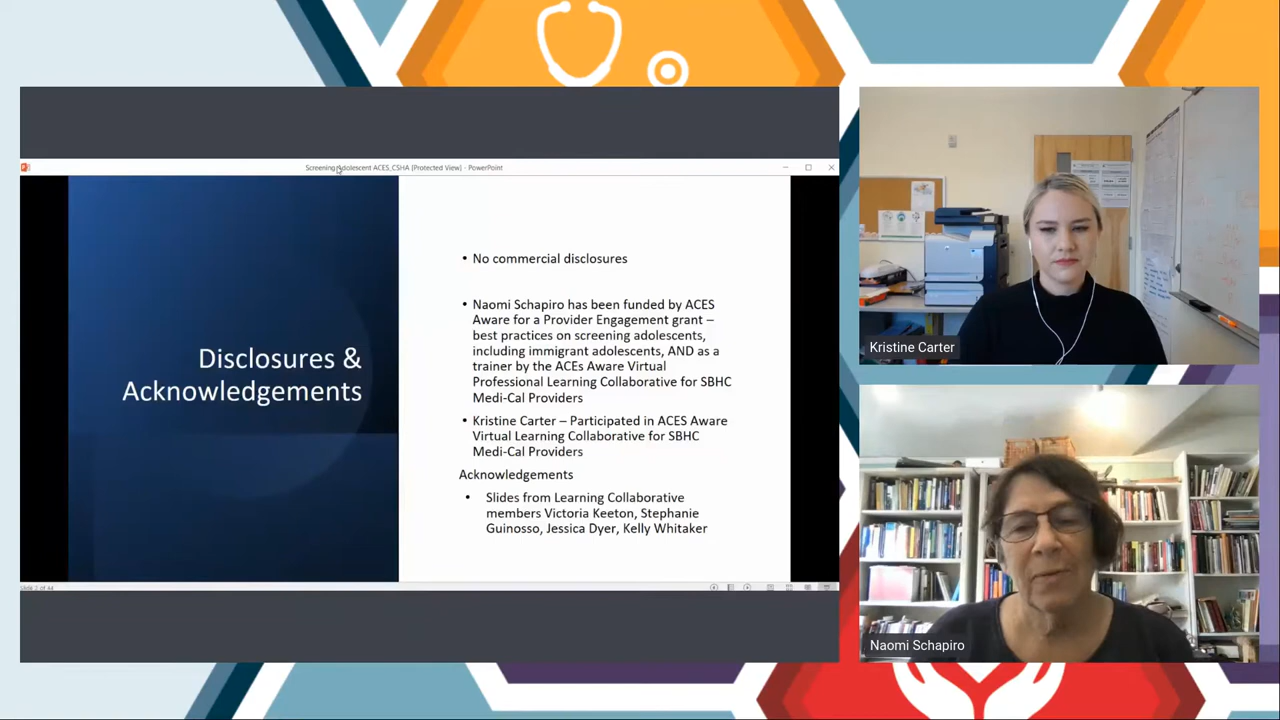 Screening Adolescent ACES_CSHA [Protected View] - PowerPoint
Disclosures &
Acknowledgements
• No commercial disclosures
• Naomi Schapiro has been funded by ACES
Aware for a Provider Engagement grant –
best practices on screening adolescents,
including immigrant adolescents, AND as a
trainer by the ACEs Aware Virtual
Professional Learning Collaborative for SBHC
Medi-Cal Providers
• Kristine Carter – Participated in ACES Aware
Virtual Learning Collaborative for SBHC
Medi-Cal Providers
Acknowledgements
• Slides from Learning Collaborative
members Victoria Keeton, Stephanie
Guinosso, Jessica Dyer, Kelly Whitaker
Slide 2 of 44
Kristine Carter
Naomi Schapiro